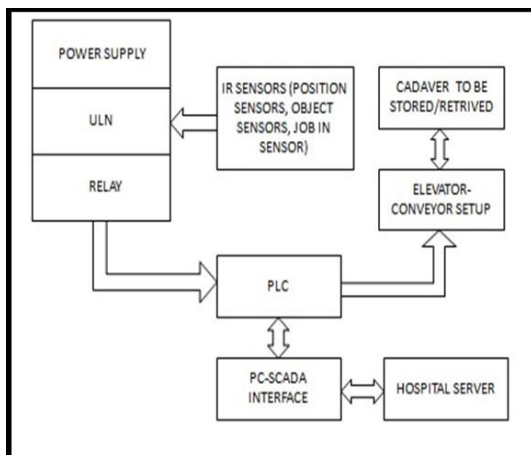 POWER SUPPLY
ULN
RELAY
IR SENSORS (POSITION
SENSORS, OBJECT
SENSORS, JOB IN
SENSOR)
CADAVER TO BE
STORED/RETRIVED
ELEVATOR-
CONVEYOR SETUP
PLC
PC-SCADA
INTERFACE
HOSPITAL SERVER